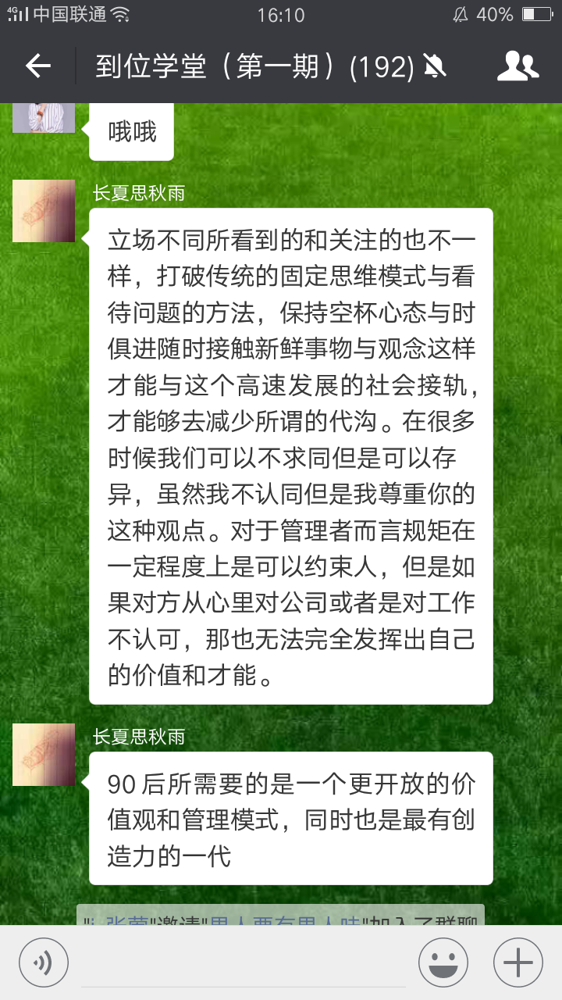 4G 中国联通 16:10 40%
到位学堂（第一期）(192)
哦哦
长夏思秋雨
立场不同所看到的和关注的也不一
样，打破传统的固定思维模式与看
待问题的方法，保持空杯心态与时
俱进随时接触新鲜事物与观念这样
才能与这个高速发展的社会接轨，
才能够去减少所谓的代沟。在很多
时候我们可以不求同但是可以存
异，虽然我不认同但是我尊重你的
这种观点。对于管理者而言规矩在
一定程度上是可以约束人，但是如
果对方从心里对公司或者是对工作
不认可，那也无法完全发挥出自己
的价值和才能。
长夏思秋雨
90后所需要的是一个更开放的价
值观和管理模式，同时也是最有创
造力的一代
"邀请"男人要有男人味"加入了群聊